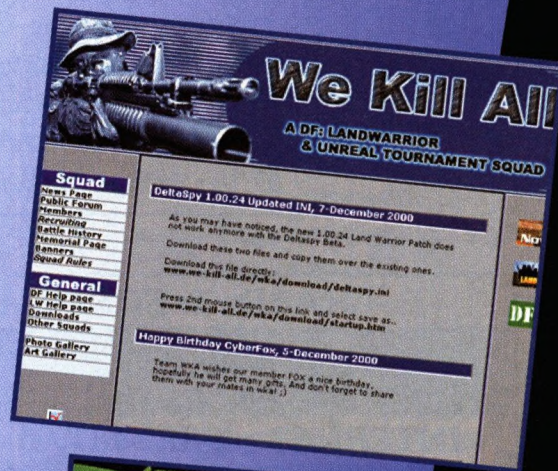 We Kill All
A DF: LANDWARRIOR
& UNREAL TOURNAMENT SQUAD
Squad
News Page
Public Forum
Members
Recruiting
Battle History
Memorial Page
Banners
Squad Rules
General
DF Help page
LW Help page
Downloads
Other Squads
Photo Gallery
Art Gallery
DeltaSpy 1.00.24 Updated INI, 7-December 2000
As you may have noticed, the new 1.00.24 Land Warrior Patch does
not work anymore with the Deltaspy Beta.
Download these two files and copy them over the existing ones.
Download this file directly:
www.we-kill-all.de/wka/download/deltaspy.ini
Press 2nd mouse button on this link and select save as..
www.we-kill-all.de/wka/download/startup.htm
Happy Birthday CyberFox, 5-December 2000
Team WKA wishes our member FOX a nice birthday,
hopefully he will get many gifts. And don't forget to share
them with your mates in wka! ;)
No
LAN
DF